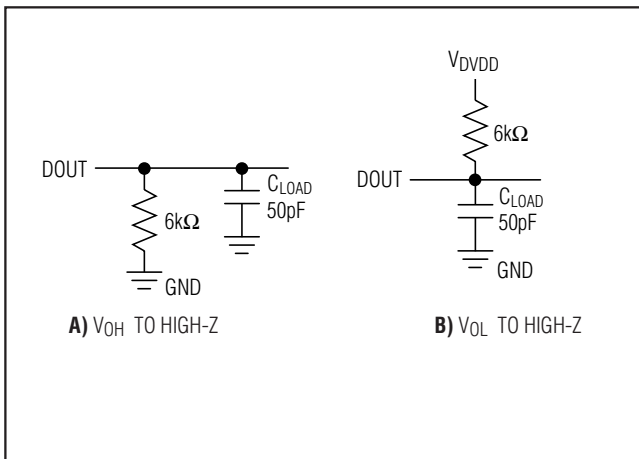 DOUT
6kΩ
GND
CLOAD
50pF
A) VOH TO HIGH-Z
VDVDD
6kΩ
DOUT
CLOAD
50pF
GND
B) VOL TO HIGH-Z